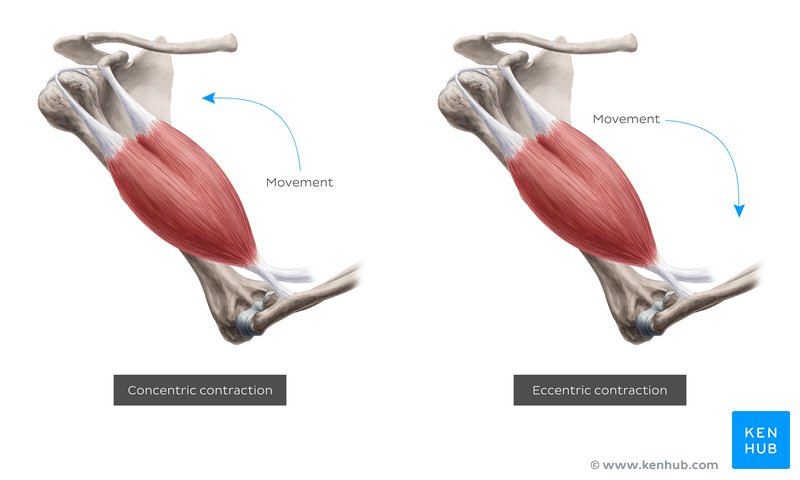 Movement
Movement
Concentric contraction
Eccentric contraction
KEN
HUB
© www.kenhub.com